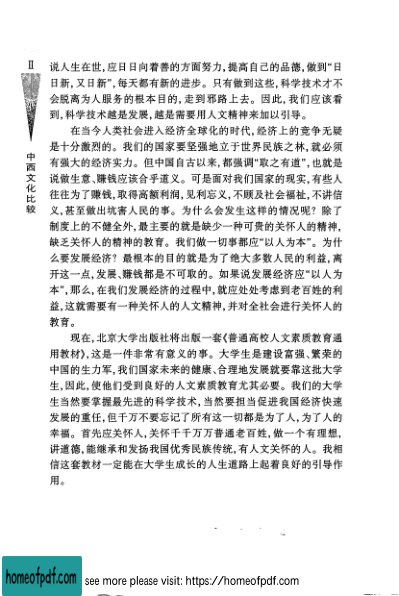 II
中西文化比较
说人生在世,应日日向着善的方面努力,提高自己的品德,做到“日
日新,又日新”,每天都有新的进步。只有做到这些,科学技术才不
会脱离为人服务的根本目的,走到邪路上去。因此,我们应该看
到,科学技术越是发展,越是需要用人文精神来加以引导。
在当今人类社会进入经济全球化的时代,经济上的竞争无疑
是十分激烈的。我们的国家要坚强地立于世界民族之林,就必须
有强大的经济实力。但中国自古以来,都强调“取之有道”,也就是
说做生意、赚钱应该合乎道义。可是面对我们国家的现实,有些人
往往为了赚钱,取得高额利润,见利忘义,不顾及社会福祉,不讲信
义,甚至做出坑害人民的事。为什么会发生这样的情况呢?除了
制度上的不健全外,最主要的就是缺少一种可贵的关怀人的精神,
缺乏关怀人的精神的教育。我们做一切事都应“以人为本”。为什
么要发展经济?最根本的目的就是为了绝大多数人民的利益,离
开这一点,发展、赚钱都是不可取的。如果说发展经济应“以人为
本”,那么,在我们发展经济的过程中,就应处处考虑到老百姓的利
益,这就需要有一种关怀人的人文精神,并对全社会进行关怀人的
教育。
现在,北京大学出版社将出版一套《普通高校人文素质教育通
用教材》,这是一件非常有意义的事。大学生是建设富强、繁荣的
中国的生力军,我们国家未来的健康、合理地发展就要靠这批大学
生,因此,使他们受到良好的人文素质教育尤其必要。我们的大学
生当然要掌握最先进的科学技术,当然要担当促进我国经济快速
发展的重任,但千万不要忘记了所有这一切都是为了人,为了人的
幸福。首先应关怀人,关怀千千万万普通老百姓,做一个有理想,
讲道德,能继承和发扬我国优秀民族传统,有人文关怀的人。我相
信这套教材一定能在大学生成长的人生道路上起着良好的引导作
用。
homeofpdf.com
see more please visit: https://homeofpdf.com